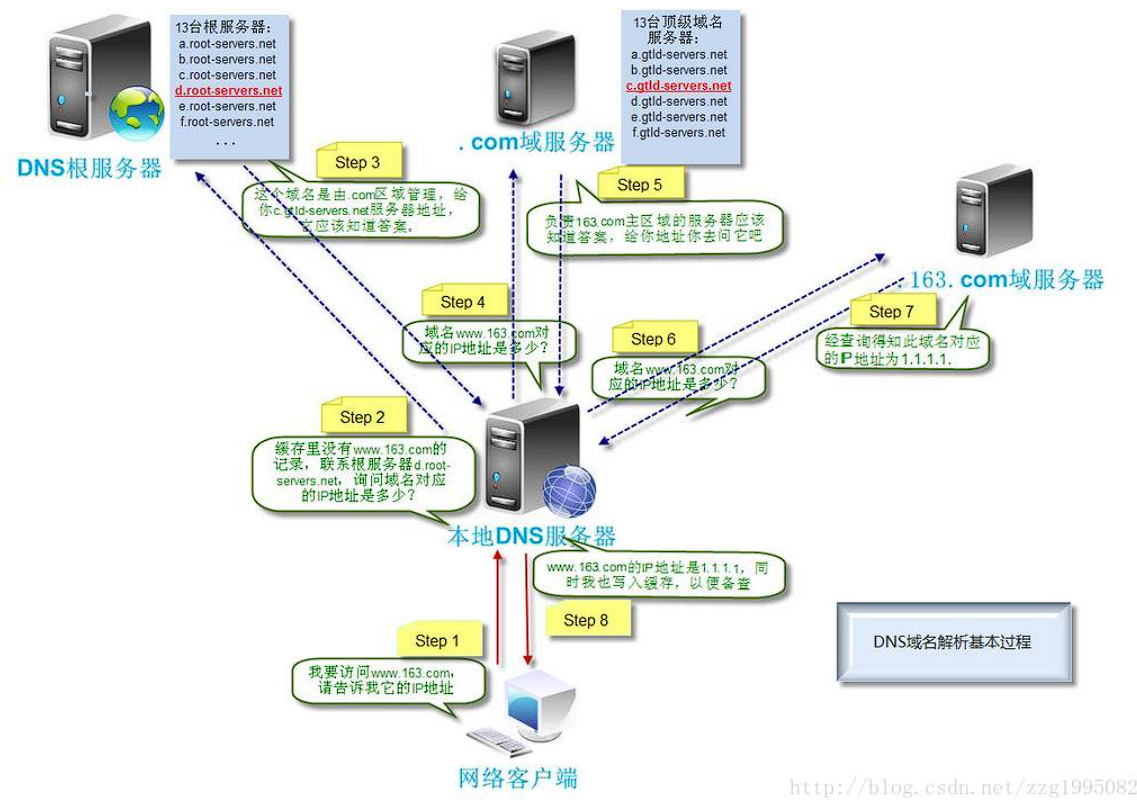 13台根服务器:
a.root-servers.net
b.root-servers.net
c.root-servers.net
d.root-servers.net
e.root-servers.net
f.root-servers.net
...
DNS根服务器
13台顶级域名
服务器:
a.gtld-servers.net
b.gtld-servers.net
c.gtld-servers.net
d.gtld-servers.net
e.gtld-servers.net
f.gtld-servers.net
.com域服务器
Step 3
这个域名是由.com区域管理，给
你c.gtld-servers.net服务器地址，
它应该知道答案。
Step 5
负责163.com主区域的服务器应该
知道答案，给你地址你去问它吧
.163.com域服务器
Step 4
域名www.163.com对
应的IP地址是多少？
Step 6
域名www.163.com对
应的IP地址是多少？
Step 7
经查询得知此域名对应
的IP地址为1.1.1.1.
Step 2
缓存里没有www.163.com的
记录，联系根服务器d.root-
servers.net，询问域名对应
的IP地址是多少？
本地DNS服务器
www.163.com的IP地址是1.1.1.1，同
时我也写入缓存，以便备查
Step 8
Step 1
我要访问www.163.com，
请告诉我它的IP地址
网络客户端
DNS域名解析基本过程
http://blog.csdn.net/zzg1995082